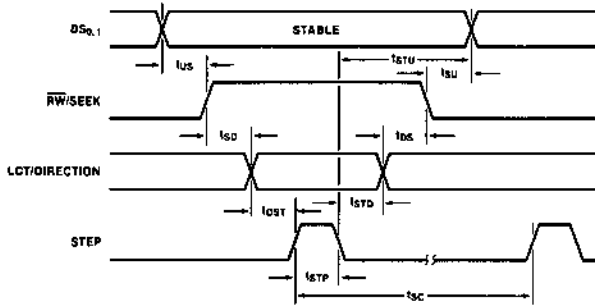 DS0,1
STABLE
tUS
tSTU
tSU
RW/SEEK
tSD
tDS
LCT/DIRECTION
tDST
tSTD
STEP
tSTP
tSC